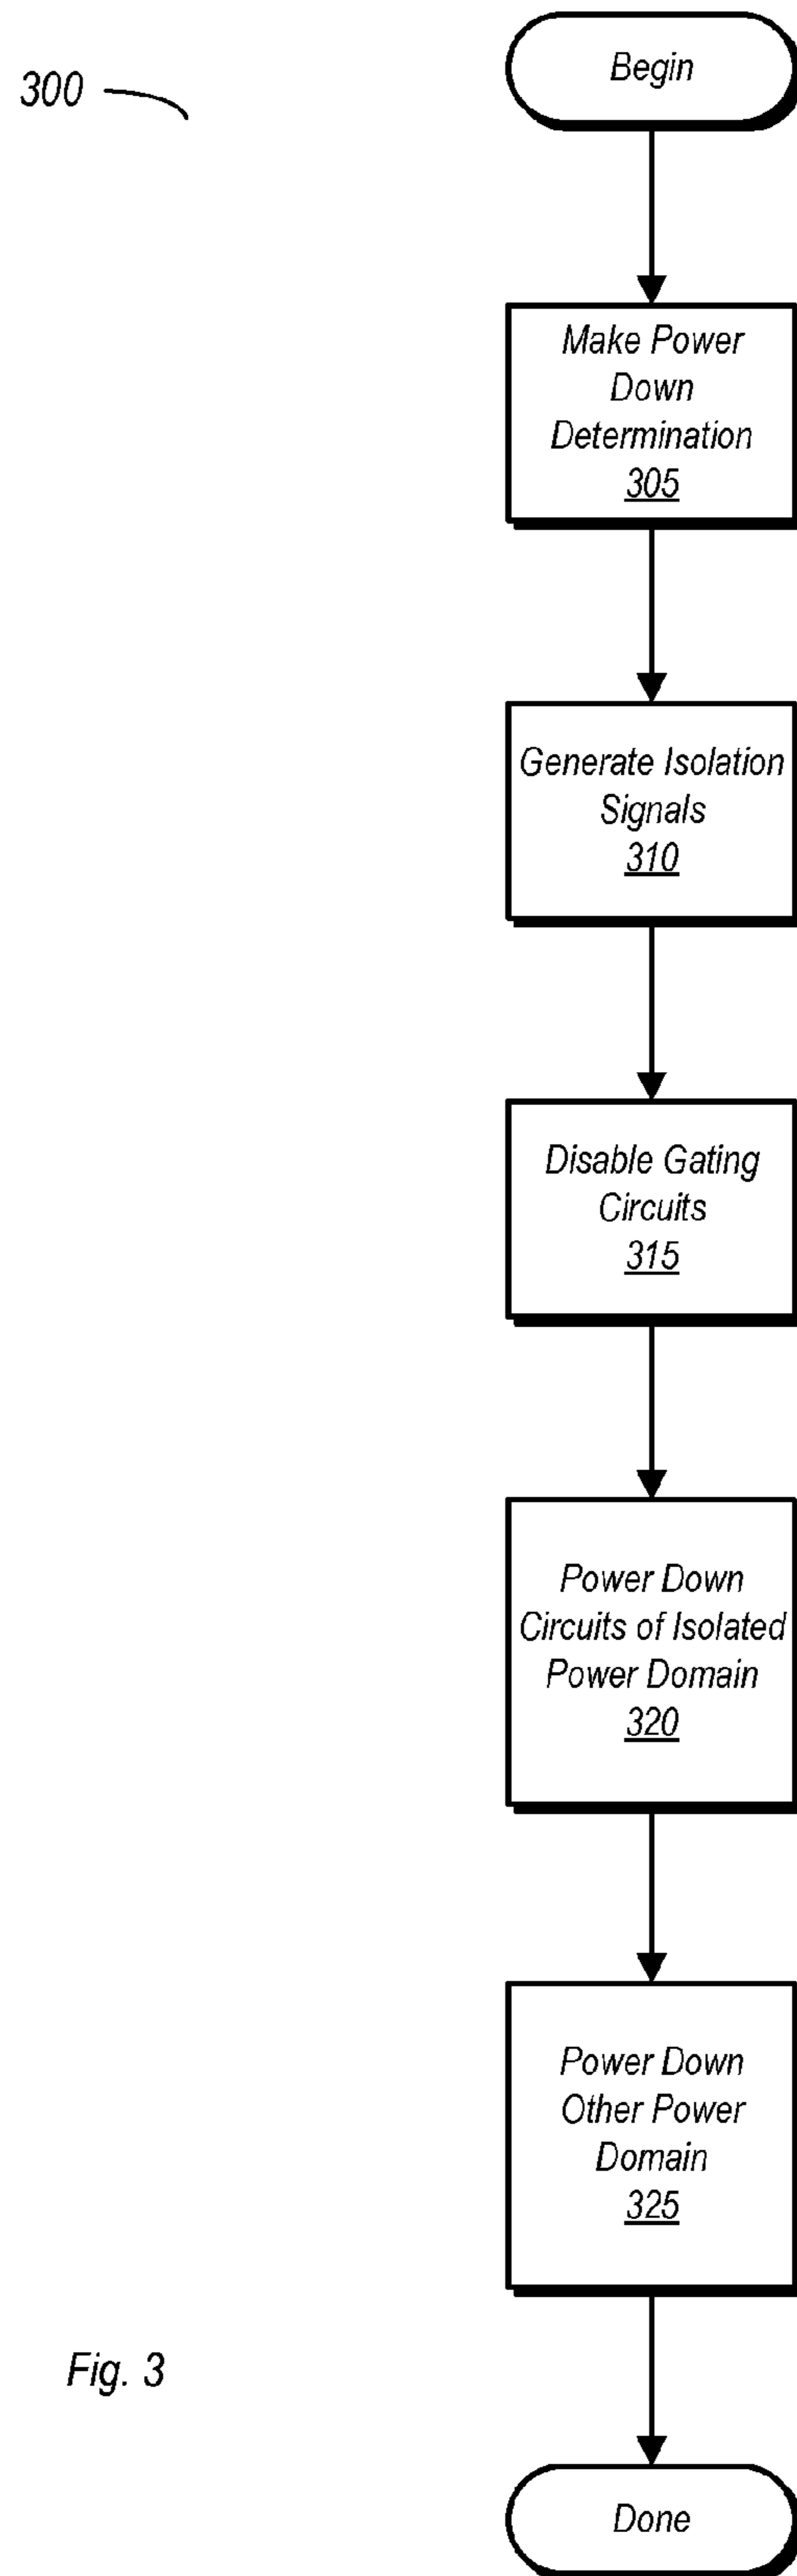 300
Begin
Make Power
Down
Determination
305
Generate Isolation
Signals
310
Disable Gating
Circuits
315
Power Down
Circuits of Isolated
Power Domain
320
Power Down
Other Power
Domain
325
Fig. 3
Done